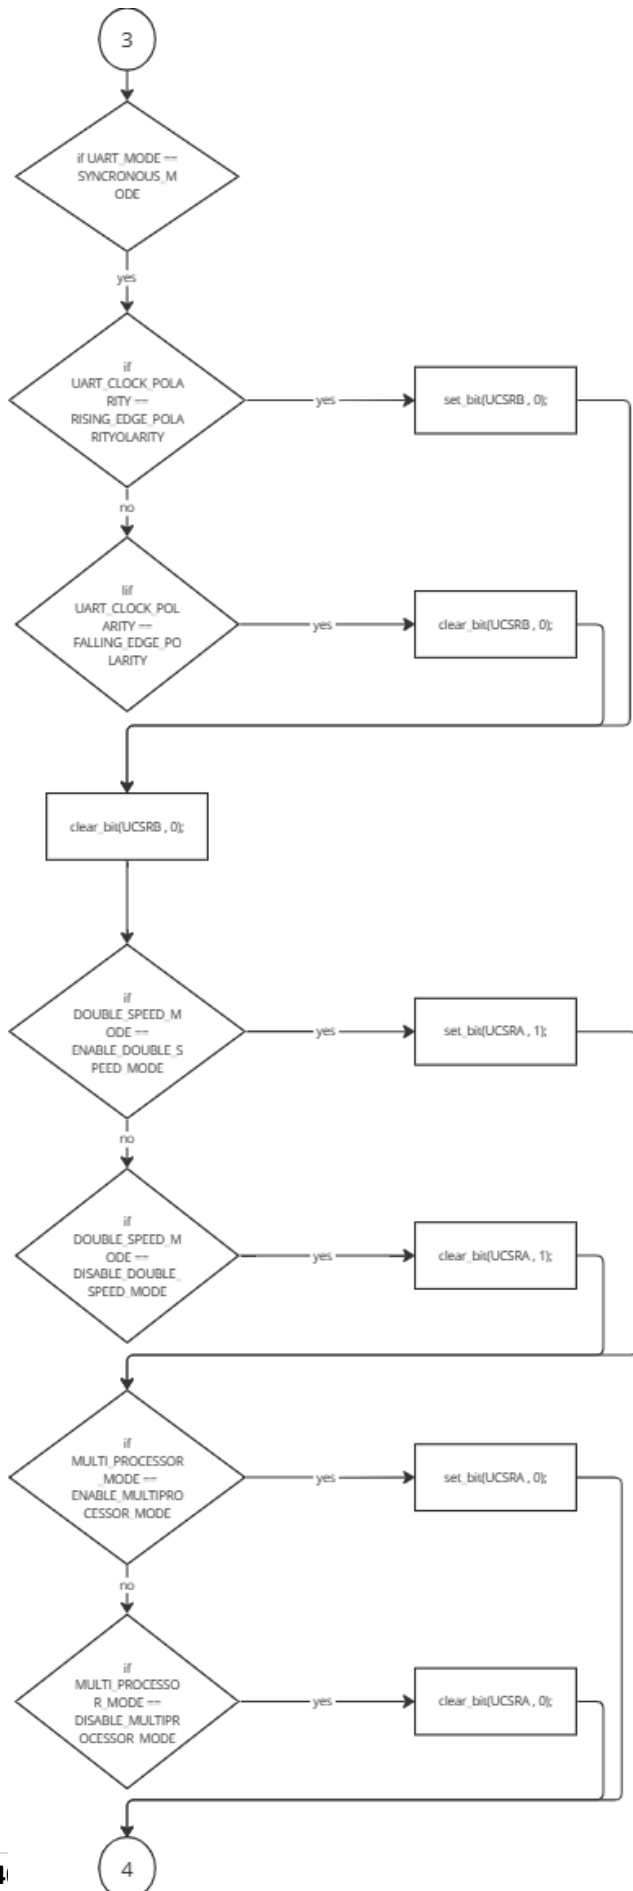 3
if UART_MODE ==
SYNCRONOUS_M
ODE
yes
if
UART_CLOCK_POLA
RITY ==
RISING_EDGE_POLA
RITYOLARITY
yes
set_bit(UCSRB , 0);
no
Iif
UART_CLOCK_POL
ARITY ==
FALLING_EDGE_PO
LARITY
yes
clear_bit(UCSRB , 0);
clear_bit(UCSRB , 0);
if
DOUBLE_SPEED_M
ODE ==
ENABLE_DOUBLE_S
PEED_MODE
yes
set_bit(UCSRA , 1);
no
if
DOUBLE_SPEED_M
ODE ==
DISABLE_DOUBLE_
SPEED_MODE
yes
clear_bit(UCSRA , 1);
if
MULTI_PROCESSOR
_MODE ==
ENABLE_MULTIPRO
CESSOR_MODE
yes
set_bit(UCSRA , 0);
no
if
MULTI_PROCESSO
R_MODE ==
DISABLE_MULTIPR
OCESSOR_MODE
yes
clear_bit(UCSRA , 0);
4